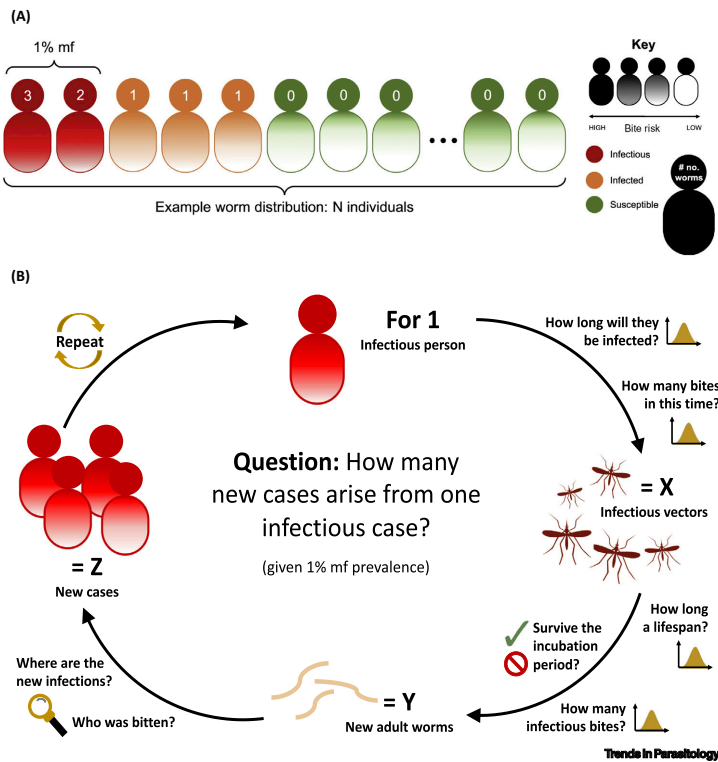 (A)
1% mf
3 2 1 1 1 0 0 0 0 0
Example worm distribution: N individuals
Key
HIGH Bite risk LOW
Infectious
Infected
Susceptible
# no.
worms
(B)
Repeat
For 1
Infectious person
How long will they
be infected?
How many bites
in this time?
= X
Infectious vectors
Question: How many
new cases arise from one
infectious case?
(given 1% mf prevalence)
= Z
New cases
How long
a lifespan?
Survive the
incubation
period?
How many
infectious bites?
= Y
New adult worms
Where are the
new infections?
Who was bitten?
Trends in Parasitology